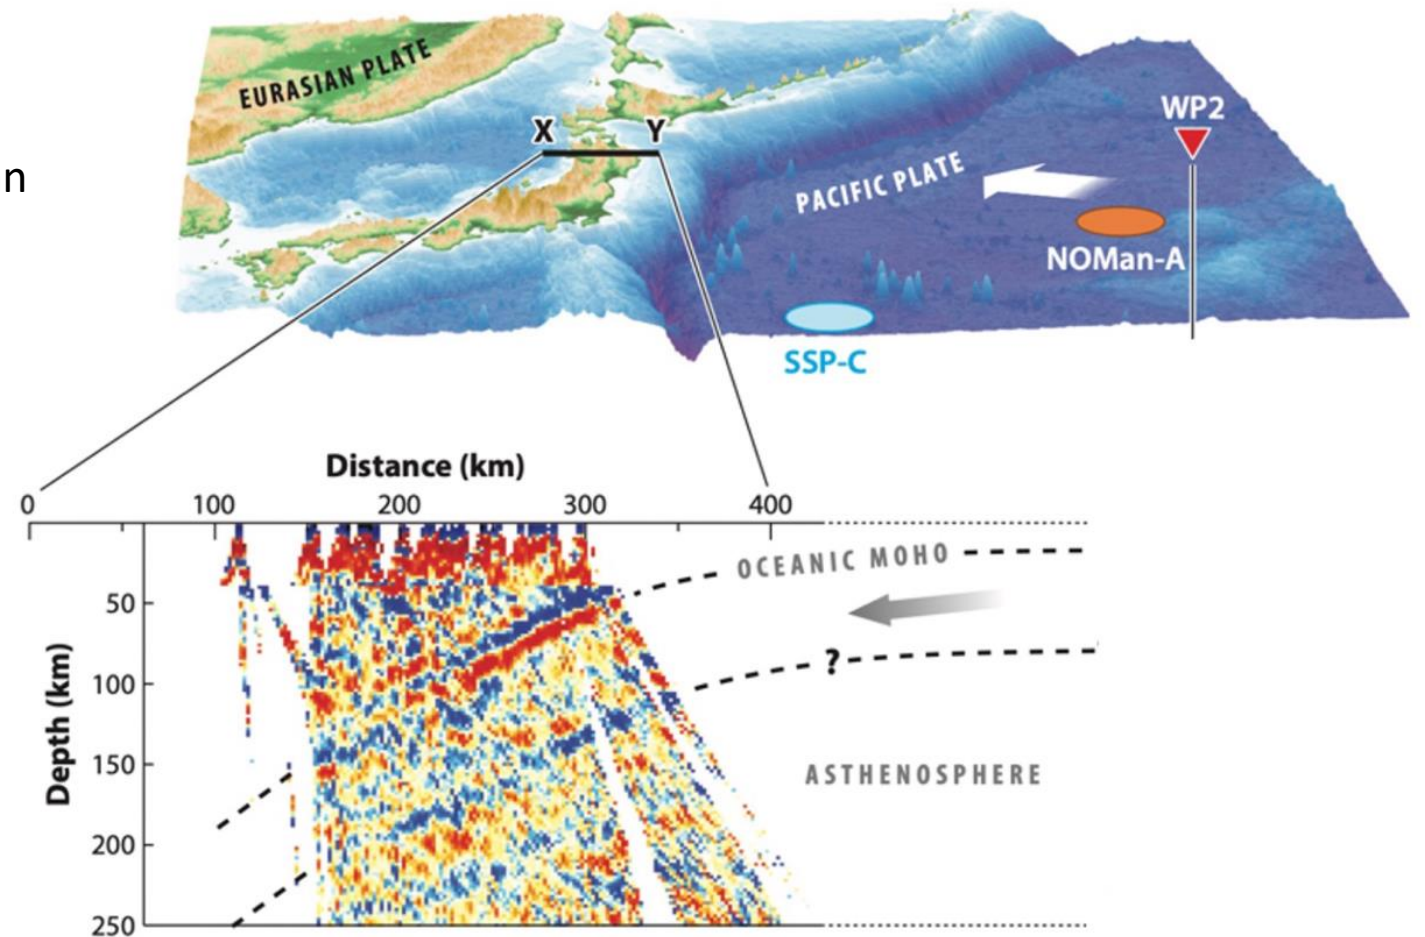 EURASIAN PLATE
n
X
Y
WP2
PACIFIC PLATE
NOMan-A
SSP-C
Distance (km)
0 100 200 300 400
OCEANIC MOHO
50
?
100
Depth (km)
150
ASTHENOSPHERE
200
250